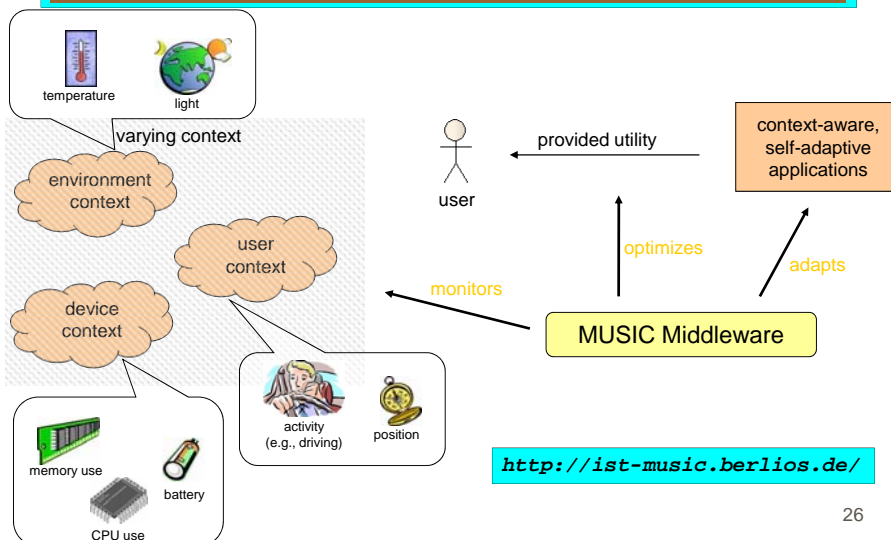 temperature
light
varying context
environment
context
user
context
device
context
activity
(e.g., driving)
position
memory use
battery
CPU use
user
provided utility
context-aware,
self-adaptive
applications
optimizes
adapts
monitors
MUSIC Middleware
http://ist-music.berlios.de/
26